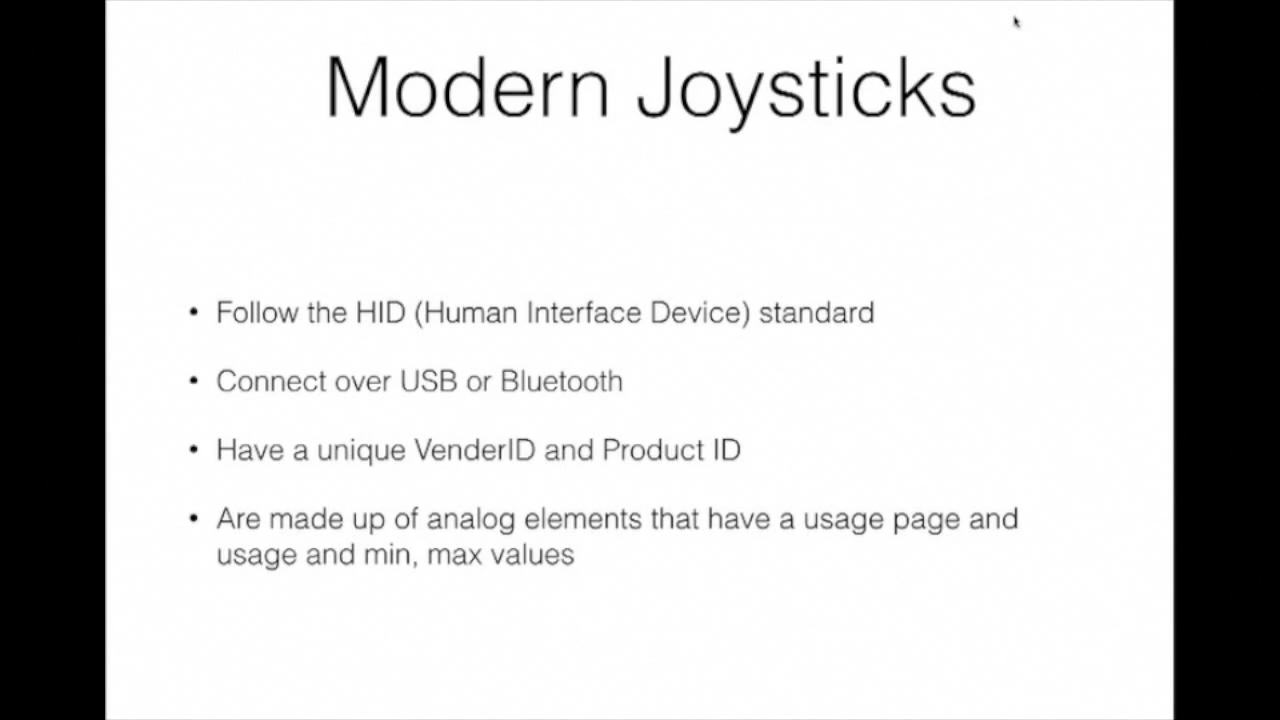 Modern Joysticks
• Follow the HID (Human Interface Device) standard
• Connect over USB or Bluetooth
• Have a unique VenderID and Product ID
• Are made up of analog elements that have a usage page and
usage and min, max values